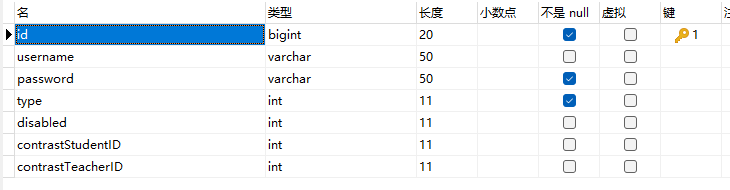 名 类型 长度 小数点 不是 null 虚拟 键 注
id bigint 20 1
username varchar 50
password varchar 50
type int 11
disabled int 11
contrastStudentID int 11
contrastTeacherID int 11